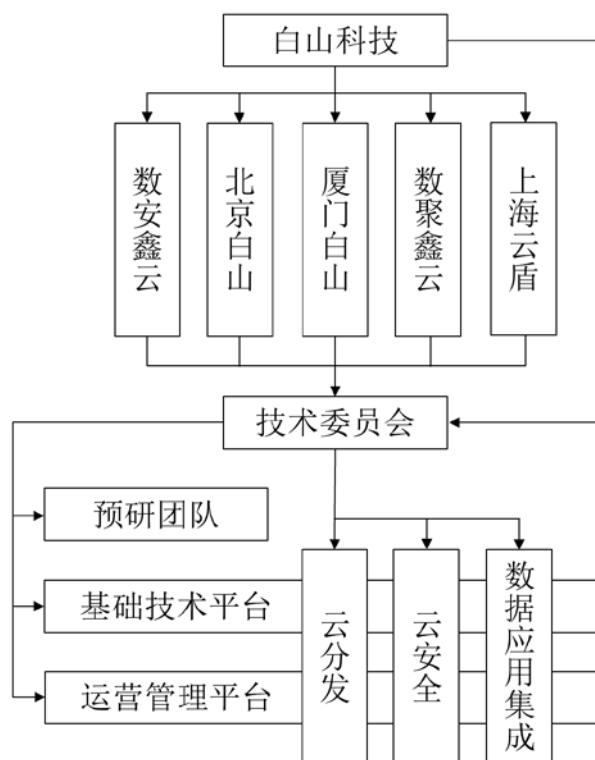 白山科技
数安鑫云
北京白山
厦门白山
数聚鑫云
上海云盾
技术委员会
预研团队
基础技术平台
运营管理平台
云分发
云安全
数据应用集成